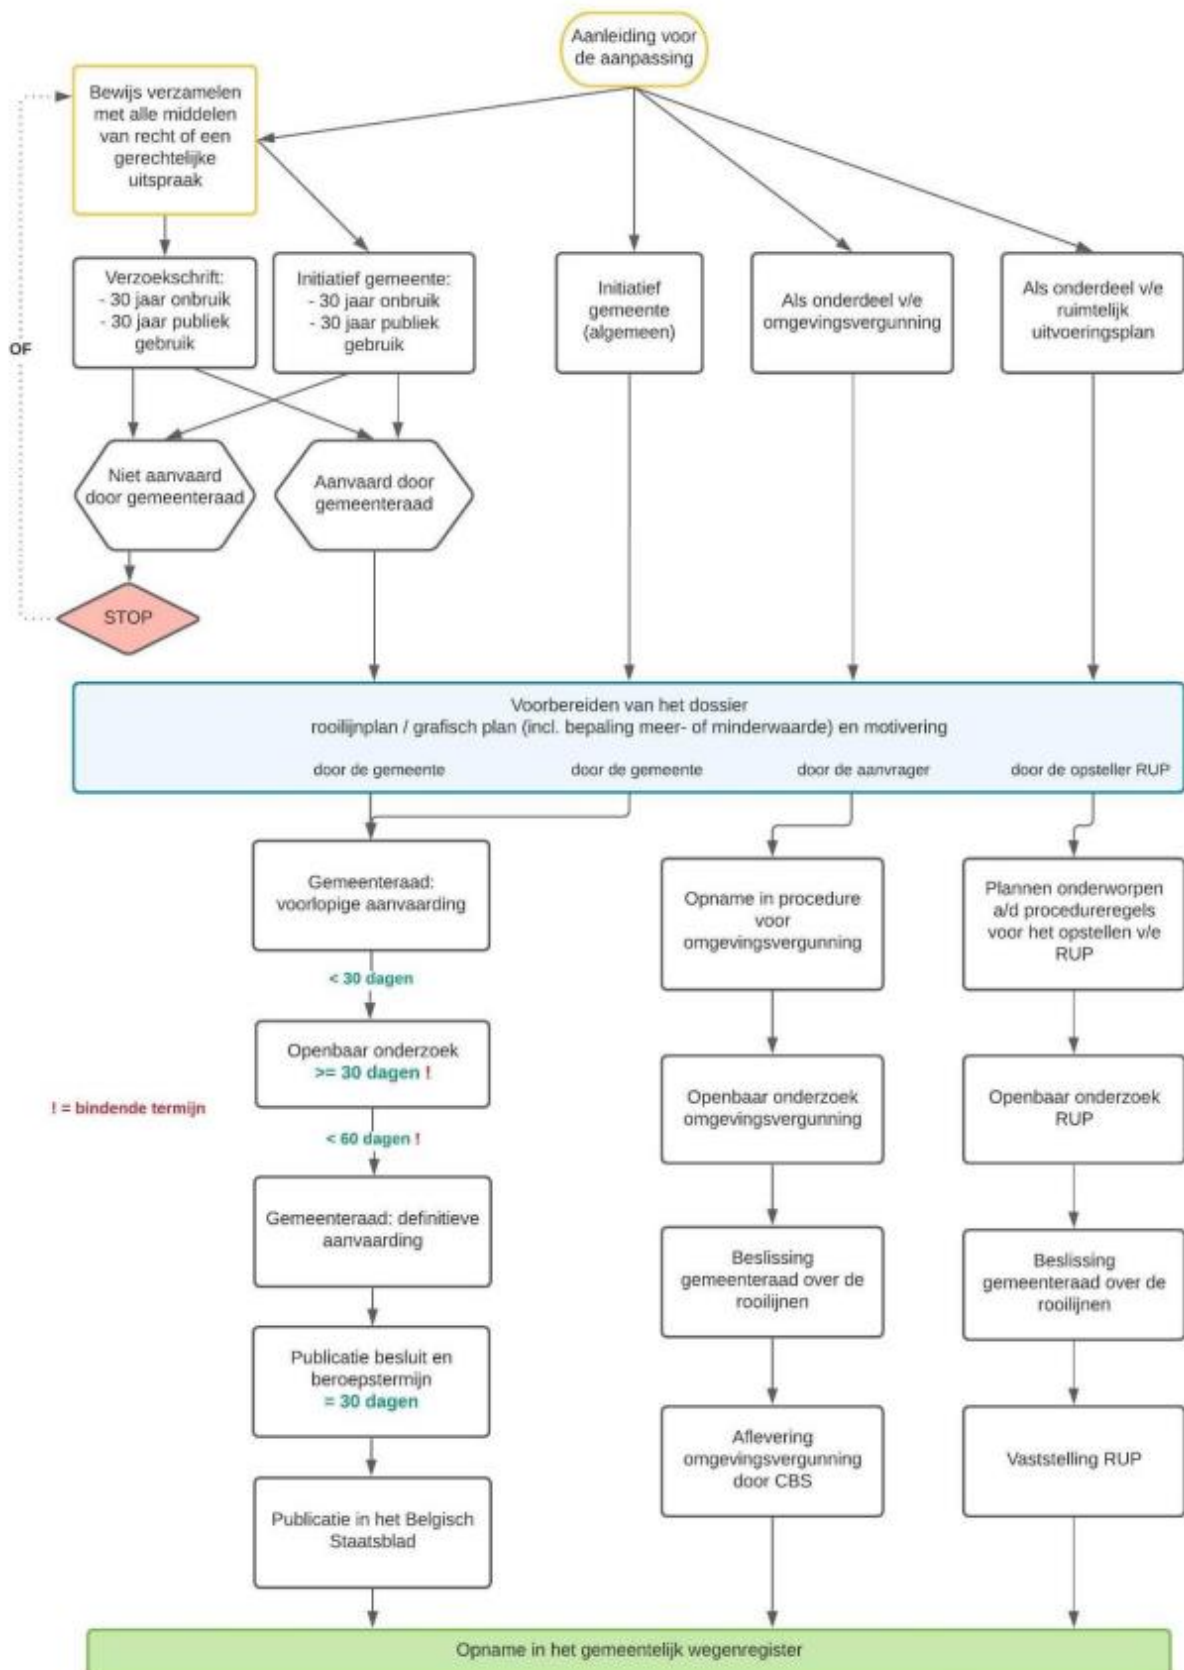 Aanleiding voor
de aanpassing
Bewijs verzamelen
met alle middelen
van recht of een
gerechtelijke
uitspraak
OF
Verzoekschrift:
- 30 jaar onbruik
- 30 jaar publiek
gebruik
Initiatief gemeente:
- 30 jaar onbruik
- 30 jaar publiek
gebruik
Initiatief
gemeente
(algemeen)
Als onderdeel v/e
omgevingsvergunning
Als onderdeel v/e
ruimtelijk
uitvoeringsplan
Niet aanvaard
door gemeenteraad
Aanvaard door
gemeenteraad
STOP
Voorbereiden van het dossier
rooilijnplan / grafisch plan (incl. bepaling meer- of minderwaarde) en motivering
door de gemeente
door de gemeente
door de aanvrager
door de opsteller RUP
Gemeenteraad:
voorlopige aanvaarding
< 30 dagen
Openbaar onderzoek
>= 30 dagen !
! = bindende termijn
< 60 dagen !
Gemeenteraad: definitieve
aanvaarding
Publicatie besluit en
beroepstermijn
= 30 dagen
Publicatie in het Belgisch
Staatsblad
Opname in procedure
voor
omgevingsvergunning
Openbaar onderzoek
omgevingsvergunning
Beslissing
gemeenteraad over de
rooilijnen
Aflevering
omgevingsvergunning
door CBS
Plannen onderworpen
a/d procedureregels
voor het opstellen v/e
RUP
Openbaar onderzoek
RUP
Beslissing
gemeenteraad over de
rooilijnen
Vaststelling RUP
Opname in het gemeentelijk wegenregister